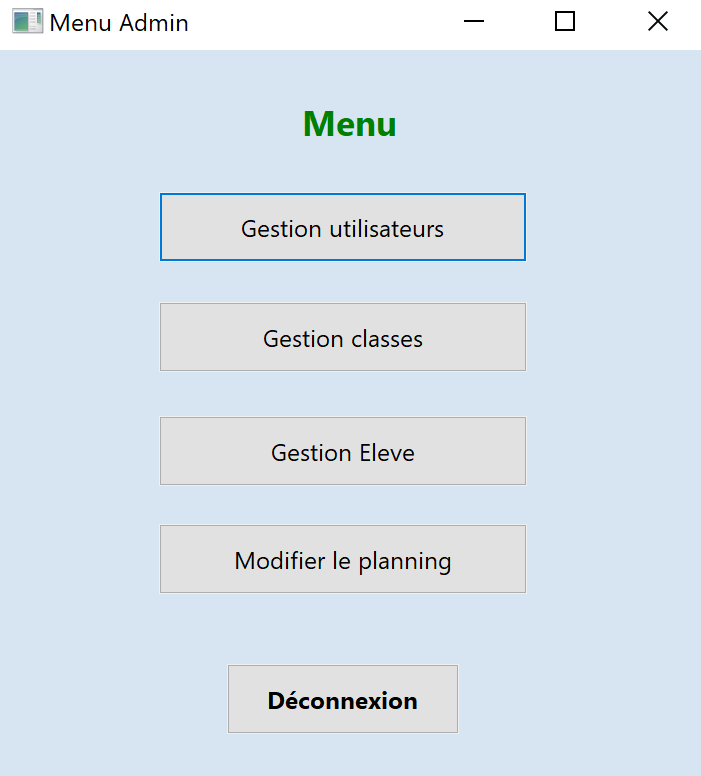 Menu Admin
Menu
Gestion utilisateurs
Gestion classes
Gestion Eleve
Modifier le planning
Déconnexion